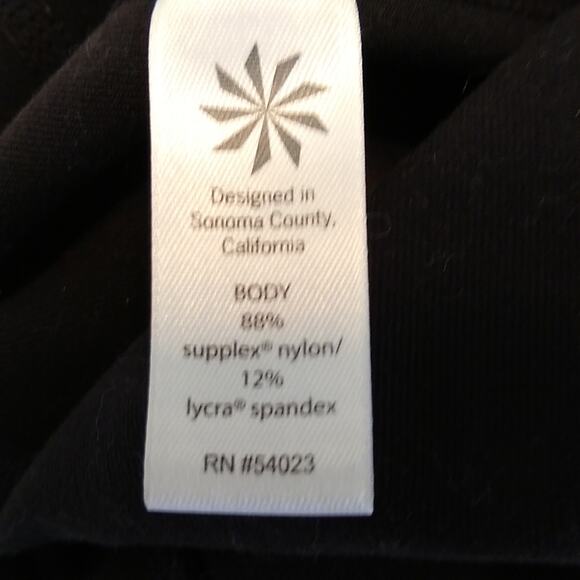 Designed in
Sonoma County,
California
BODY
88%
supplex® nylon/
12%
lycra® spandex
RN #54023